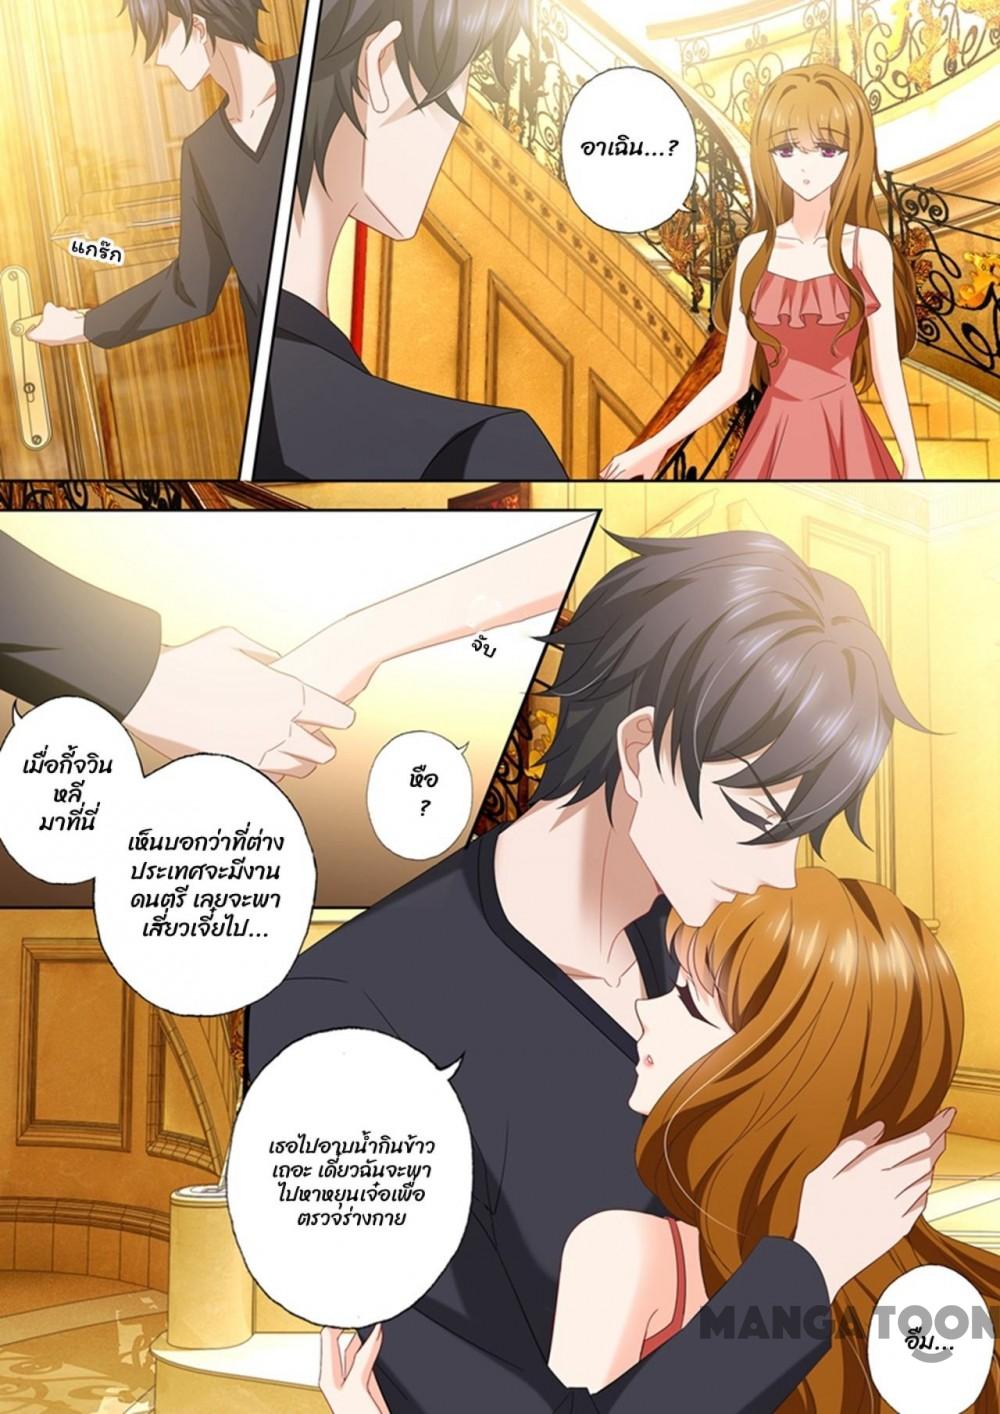 แกร๊ก
อาเฉิน...?
จับ
เมื่อกี้จวิน
หลี
มาที่นี่
เห็นบอกว่าที่ต่าง
ประเทศจะมีงาน
ดนตรี เลยจะพา
เสี่ยวเจี๋ยไป...
หือ
?
เธอไปอาบน้ำกินข้าว
เถอะ เดี๋ยวฉันจะพา
ไปหาหยุนเจ๋อเพื่อ
ตรวจร่างกาย
อืม...
MANGATOON